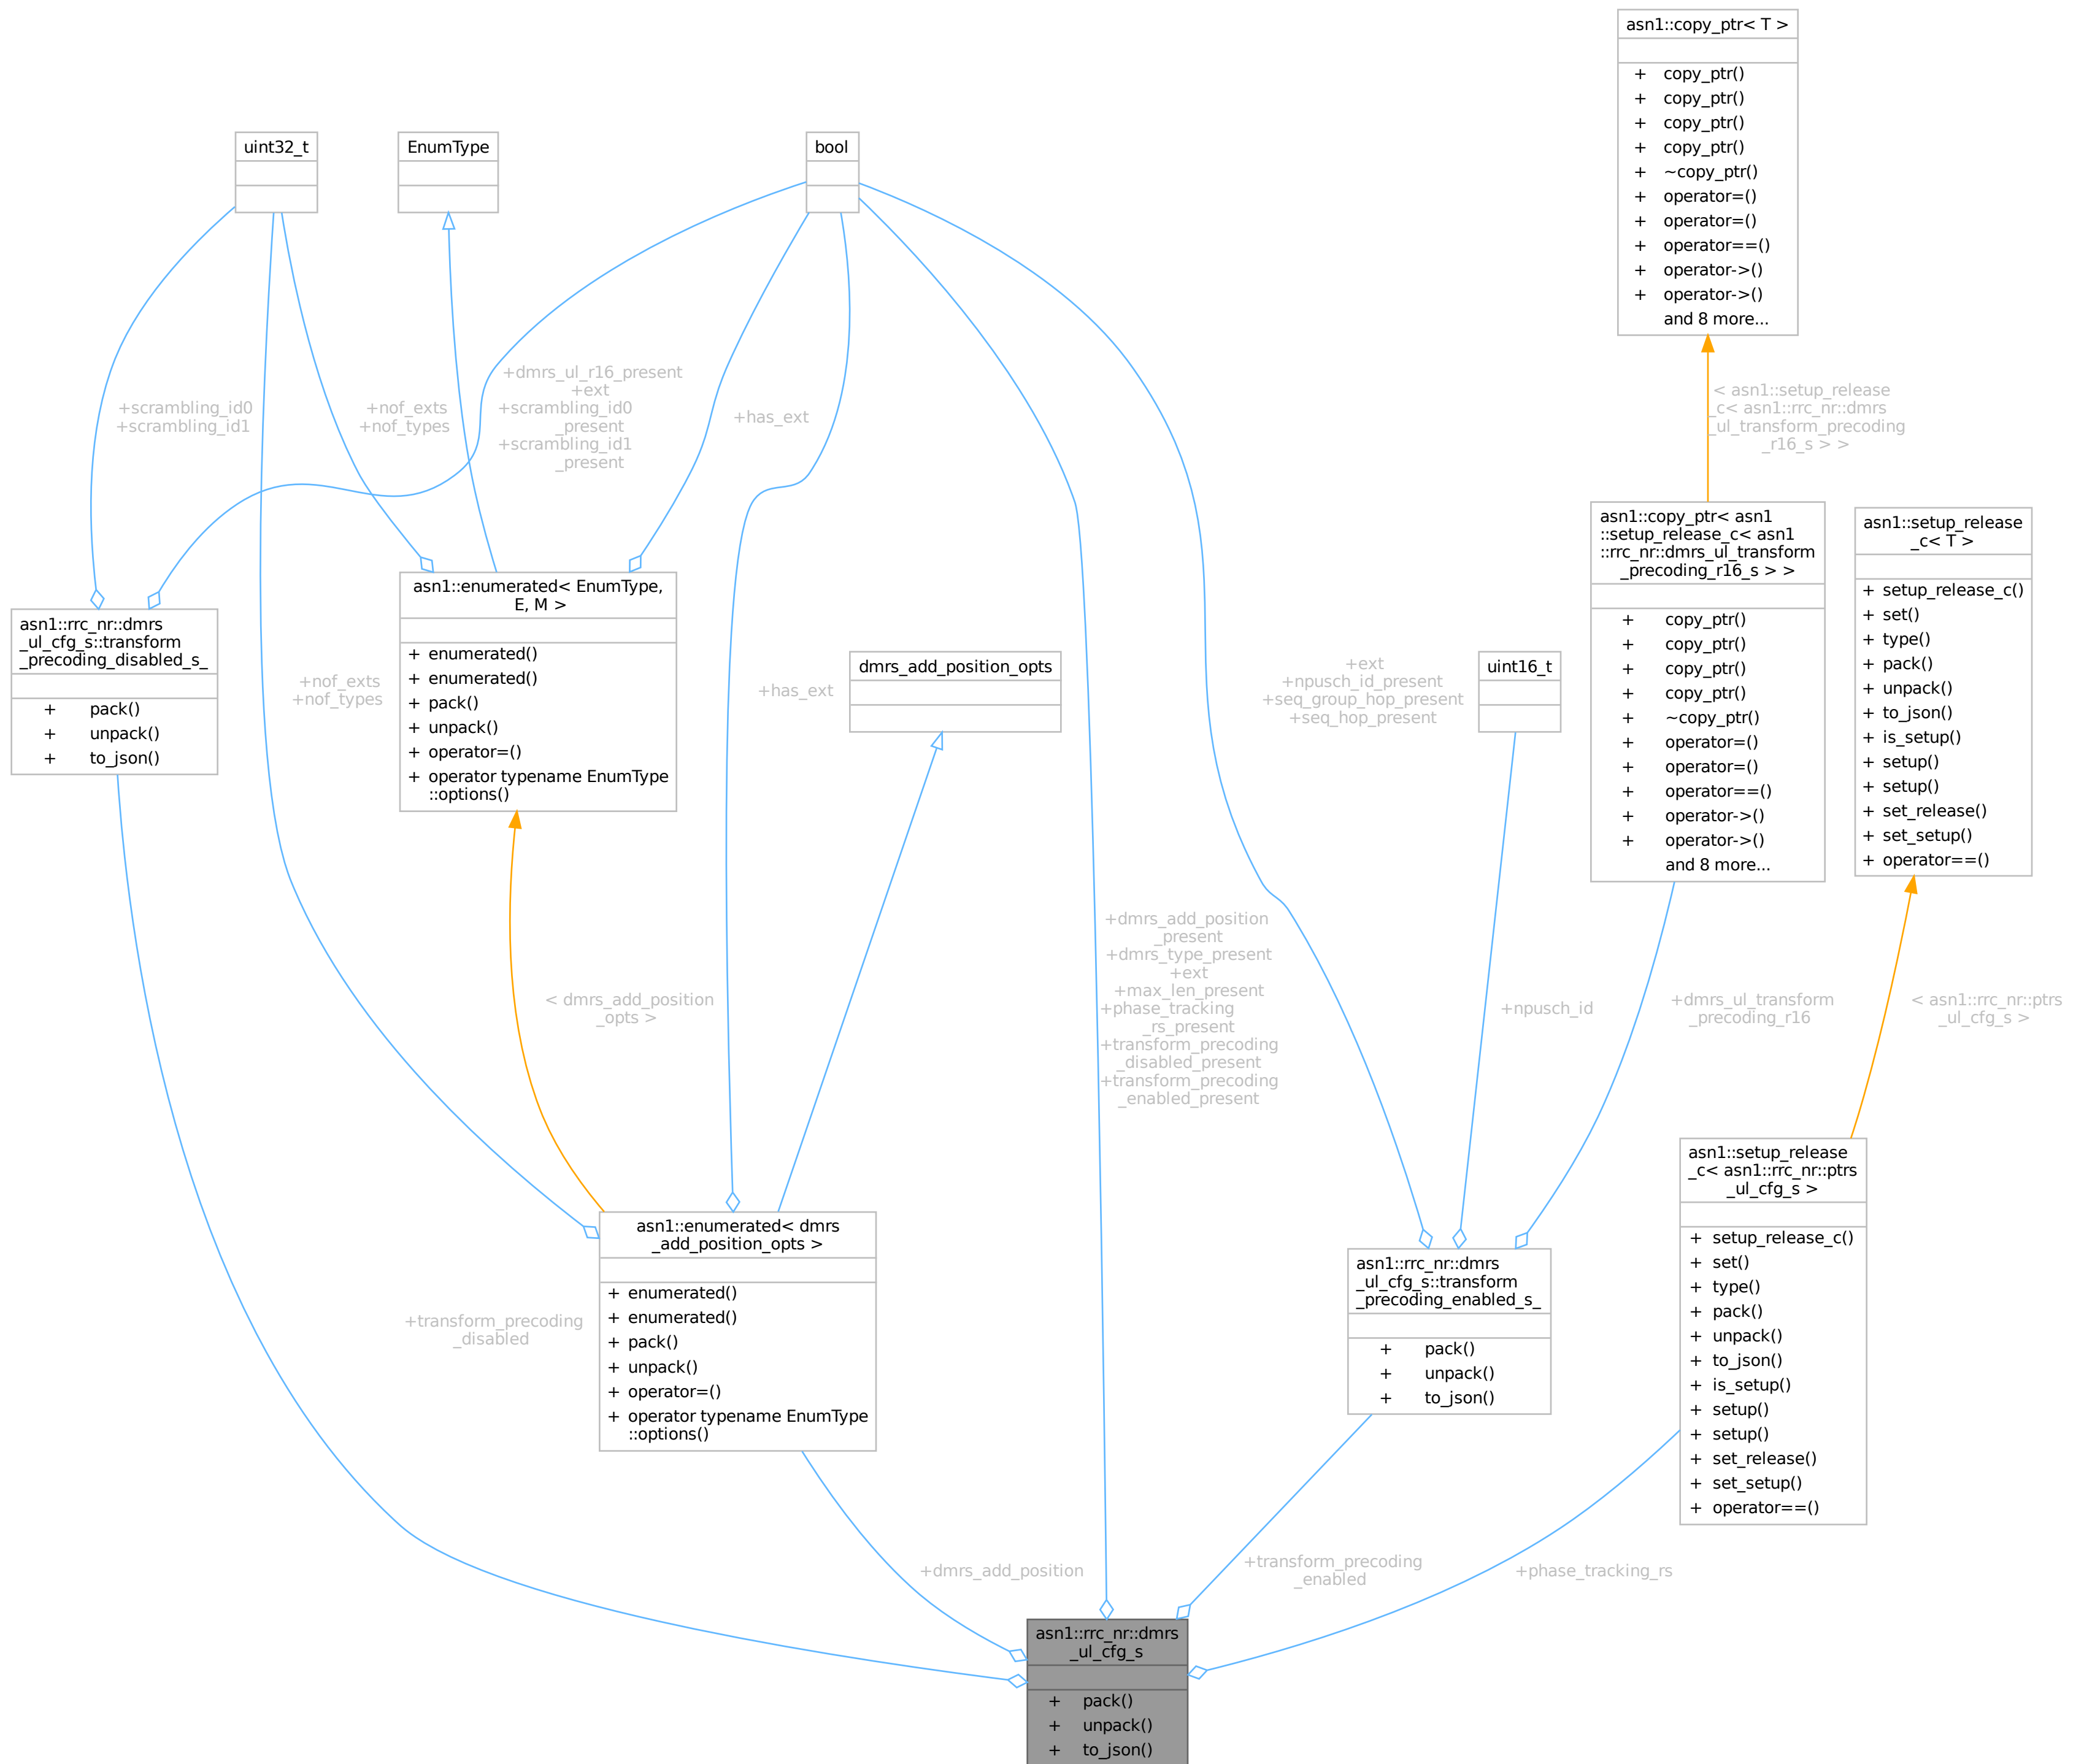 asn1::copy_ptr< T >
+ copy_ptr()
+ copy_ptr()
+ copy_ptr()
+ copy_ptr()
+ ~copy_ptr()
+ operator=()
+ operator=()
+ operator==()
+ operator->()
+ operator->()
and 8 more...
uint32_t
EnumType
bool
+scrambling_id0
+scrambling_id1
+nof_exts
+nof_types
+dmrs_ul_r16_present
+ext
+scrambling_id0
_present
+scrambling_id1
_present
+has_ext
< asn1::setup_release
_c< asn1::rrc_nr::dmrs
_ul_transform_precoding
_r16_s > >
asn1::rrc_nr::dmrs
_ul_cfg_s::transform
_precoding_disabled_s_
+ pack()
+ unpack()
+ to_json()
+nof_exts
+nof_types
asn1::enumerated< EnumType,
E, M >
+ enumerated()
+ enumerated()
+ pack()
+ unpack()
+ operator=()
+ operator typename EnumType
::options()
+has_ext
dmrs_add_position_opts
+ext
+npusch_id_present
+seq_group_hop_present
+seq_hop_present
uint16_t
asn1::copy_ptr< asn1
::setup_release_c< asn1
::rrc_nr::dmrs_ul_transform
_precoding_r16_s > >
+ copy_ptr()
+ copy_ptr()
+ copy_ptr()
+ copy_ptr()
+ ~copy_ptr()
+ operator=()
+ operator=()
+ operator==()
+ operator->()
+ operator->()
and 8 more...
asn1::setup_release
_c< T >
+ setup_release_c()
+ set()
+ type()
+ pack()
+ unpack()
+ to_json()
+ is_setup()
+ setup()
+ setup()
+ set_release()
+ set_setup()
+ operator==()
< dmrs_add_position
_opts >
+dmrs_add_position
_present
+dmrs_type_present
+ext
+max_len_present
+phase_tracking
_rs_present
+transform_precoding
_disabled_present
+transform_precoding
_enabled_present
+npusch_id
+dmrs_ul_transform
_precoding_r16
< asn1::rrc_nr::ptrs
_ul_cfg_s >
+transform_precoding
_disabled
asn1::enumerated< dmrs
_add_position_opts >
+ enumerated()
+ enumerated()
+ pack()
+ unpack()
+ operator=()
+ operator typename EnumType
::options()
asn1::rrc_nr::dmrs
_ul_cfg_s::transform
_precoding_enabled_s_
+ pack()
+ unpack()
+ to_json()
asn1::setup_release
_c< asn1::rrc_nr::ptrs
_ul_cfg_s >
+ setup_release_c()
+ set()
+ type()
+ pack()
+ unpack()
+ to_json()
+ is_setup()
+ setup()
+ setup()
+ set_release()
+ set_setup()
+ operator==()
+dmrs_add_position
+transform_precoding
_enabled
+phase_tracking_rs
asn1::rrc_nr::dmrs
_ul_cfg_s
+ pack()
+ unpack()
+ to_json()